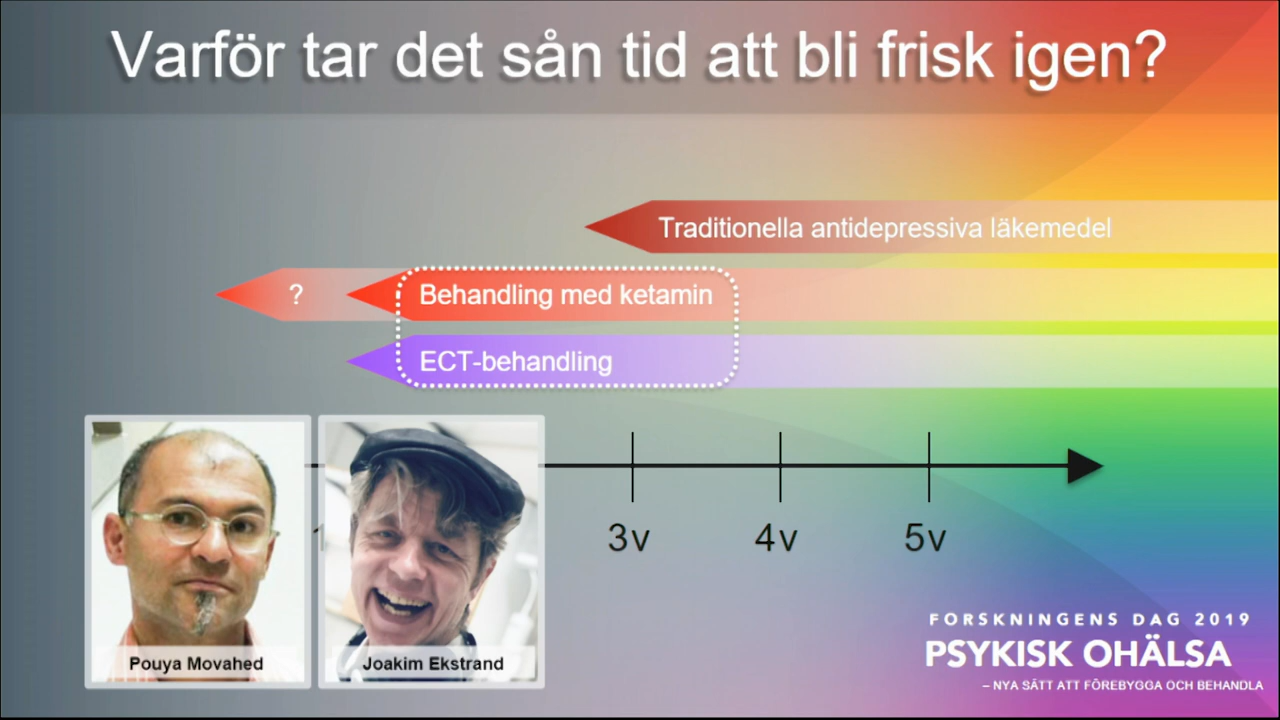 Varför tar det sån tid att bli frisk igen?
Traditionella antidepressiva läkemedel
? Behandling med ketamin
ECT-behandling
3v 4v 5v
Pouya Movahed Joakim Ekstrand
FORSKNINGENS DAG 2019
PSYKISK OHÄLSA
– NYA SÄTT ATT FÖREBYGGA OCH BEHANDLA